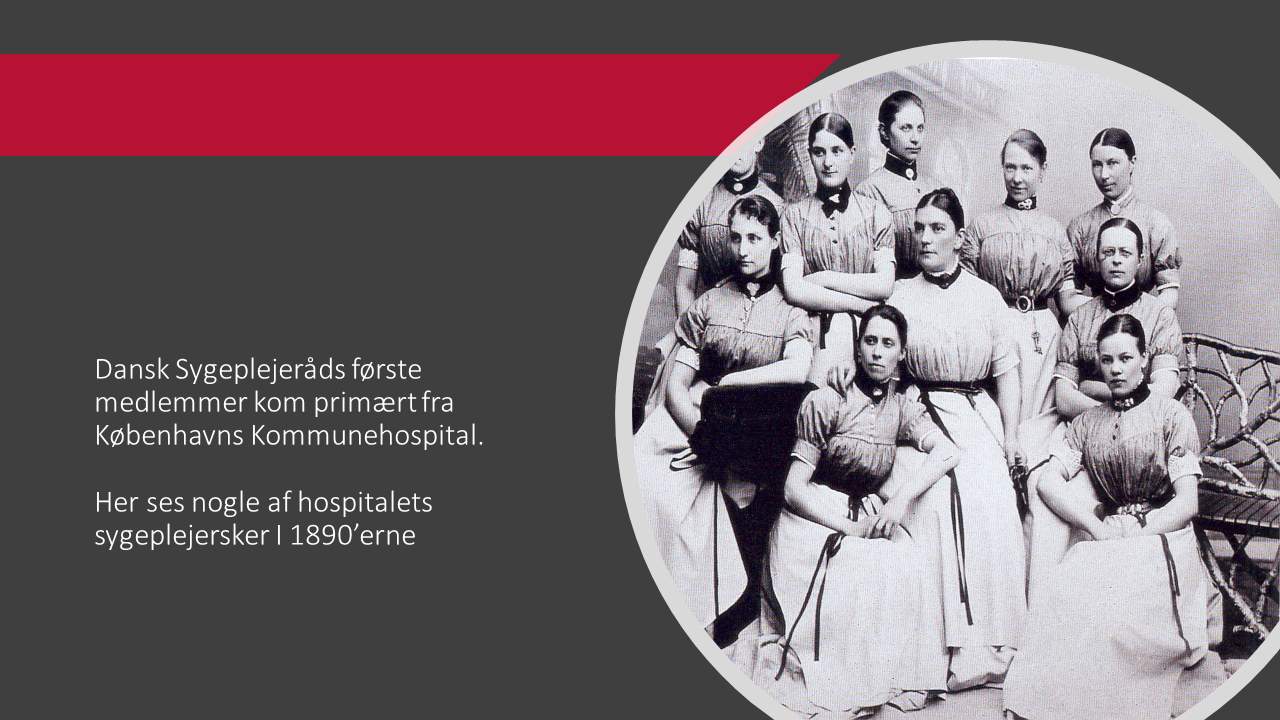 Dansk Sygeplejeråds første
medlemmer kom primært fra
Københavns Kommunehospital.
Her ses nogle af hospitalets
sygeplejersker I 1890’erne